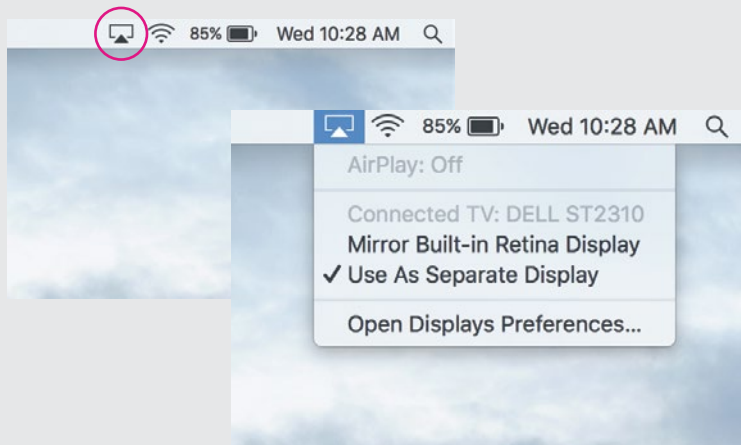 85% Wed 10:28 AM
85% Wed 10:28 AM
AirPlay: Off
Connected TV: DELL ST2310
Mirror Built-in Retina Display
✓ Use As Separate Display
Open Displays Preferences...